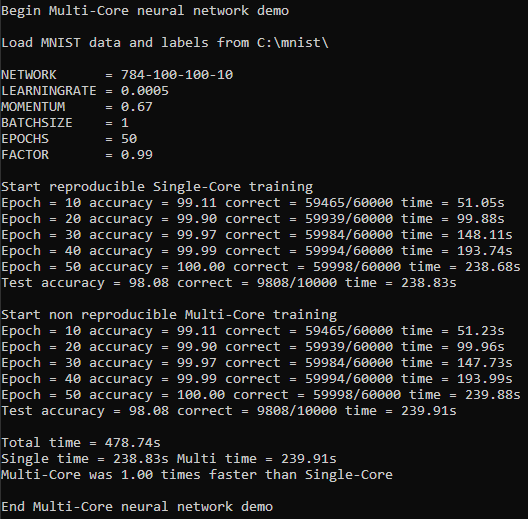 Begin Multi-Core neural network demo
Load MNIST data and labels from C:\mnist\
NETWORK      = 784-100-100-10
LEARNINGRATE = 0.0005
MOMENTUM     = 0.67
BATCHSIZE    = 1
EPOCHS       = 50
FACTOR       = 0.99
Start reproducible Single-Core training
Epoch = 10 accuracy = 99.11 correct = 59465/60000 time = 51.05s
Epoch = 20 accuracy = 99.90 correct = 59939/60000 time = 99.88s
Epoch = 30 accuracy = 99.97 correct = 59984/60000 time = 148.11s
Epoch = 40 accuracy = 99.99 correct = 59994/60000 time = 193.74s
Epoch = 50 accuracy = 100.00 correct = 59998/60000 time = 238.68s
Test accuracy = 98.08 correct = 9808/10000 time = 238.83s
Start non reproducible Multi-Core training
Epoch = 10 accuracy = 99.11 correct = 59465/60000 time = 51.23s
Epoch = 20 accuracy = 99.90 correct = 59939/60000 time = 99.96s
Epoch = 30 accuracy = 99.97 correct = 59984/60000 time = 147.73s
Epoch = 40 accuracy = 99.99 correct = 59994/60000 time = 193.99s
Epoch = 50 accuracy = 100.00 correct = 59998/60000 time = 239.88s
Test accuracy = 98.08 correct = 9808/10000 time = 239.91s
Total time = 478.74s
Single time = 238.83s Multi time = 239.91s
Multi-Core was 1.00 times faster than Single-Core
End Multi-Core neural network demo